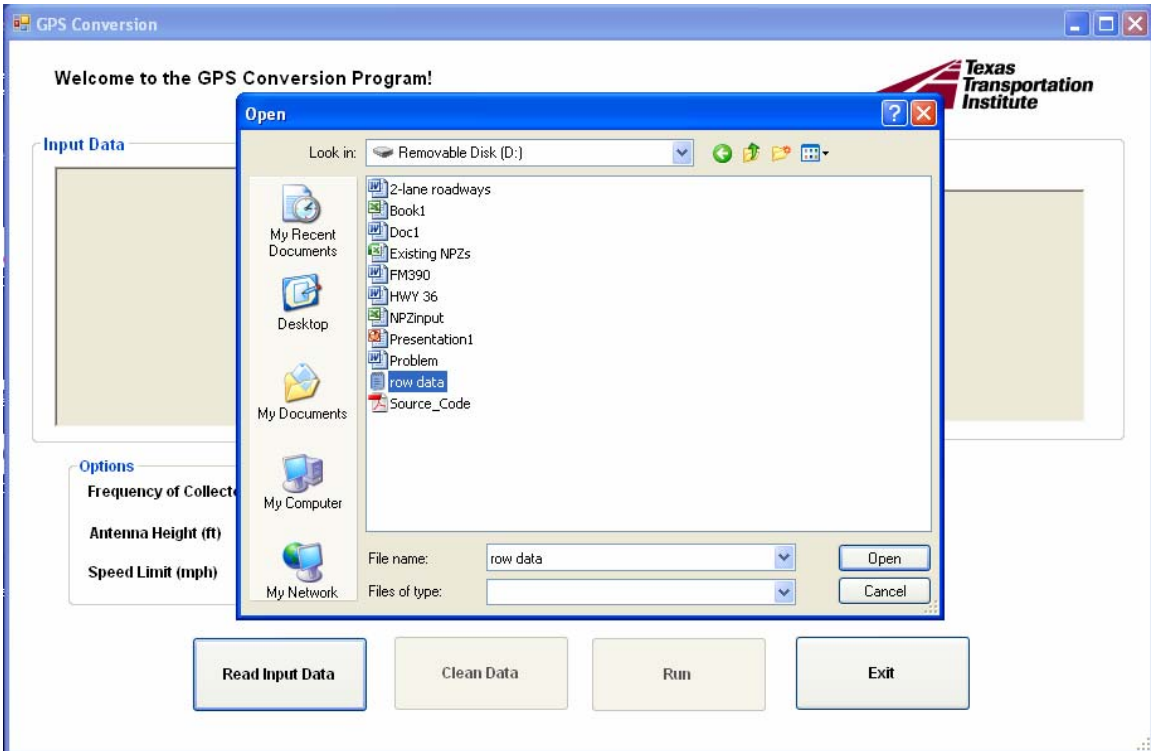 GPS Conversion
Welcome to the GPS Conversion Program!
Texas
Transportation
Institute
Input Data
Open
Look in:
Removable Disk (D:)
My Recent
Documents
Desktop
My Documents
My Computer
My Network
2-lane roadways
Book1
Doc1
Existing NPZs
FM390
HWY 36
NPZinput
Presentation1
Problem
row data
Source_Code
File name:
row data
Open
Files of type:
Cancel
Options
Frequency of Collecte
Antenna Height (ft)
Speed Limit (mph)
Read Input Data
Clean Data
Run
Exit